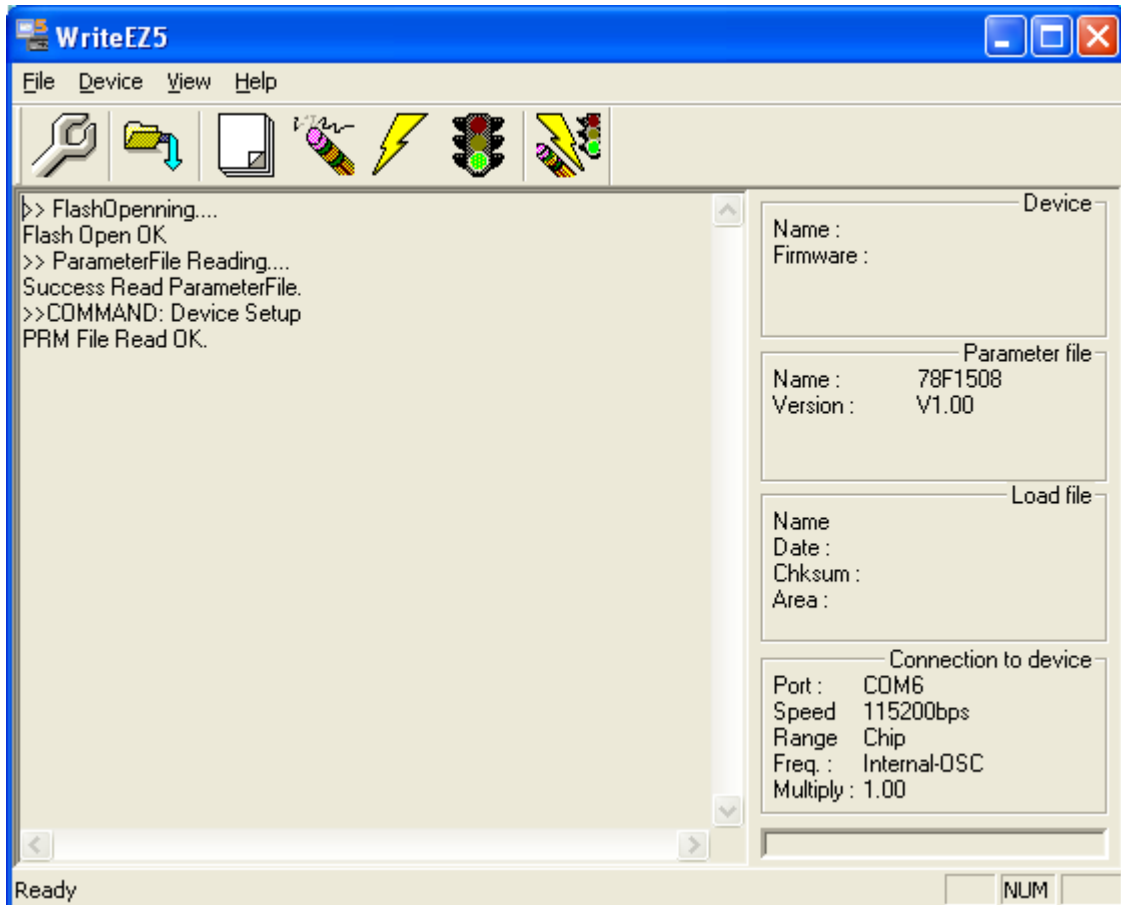 WriteEZ5
File Device View Help
>> FlashOpenning....
Flash Open OK
>> ParameterFile Reading....
Success Read ParameterFile.
>>COMMAND: Device Setup
PRM File Read OK.
Device
Name :
Firmware :
Parameter file
Name : 78F1508
Version : V1.00
Load file
Name
Date :
Chksum :
Area :
Connection to device
Port : COM6
Speed 115200bps
Range Chip
Freq. : Internal-OSC
Multiply : 1.00
Ready NUM